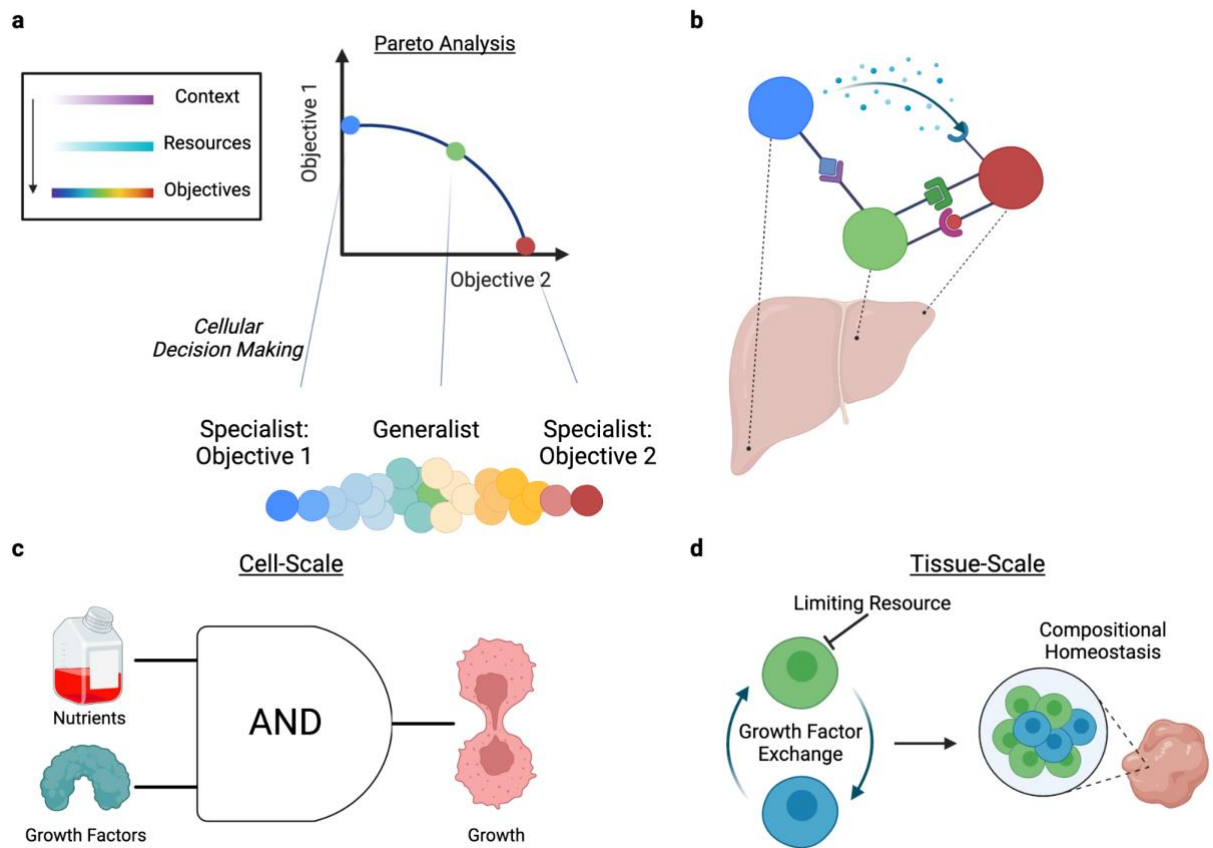 a
Pareto Analysis
Context
Resources
Objectives
Objective 1
Objective 2
Cellular
Decision Making
Specialist:
Objective 1
Generalist
Specialist:
Objective 2
b
c
Cell-Scale
Nutrients
Growth Factors
AND
Growth
d
Tissue-Scale
Limiting Resource
Growth Factor
Exchange
Compositional
Homeostasis